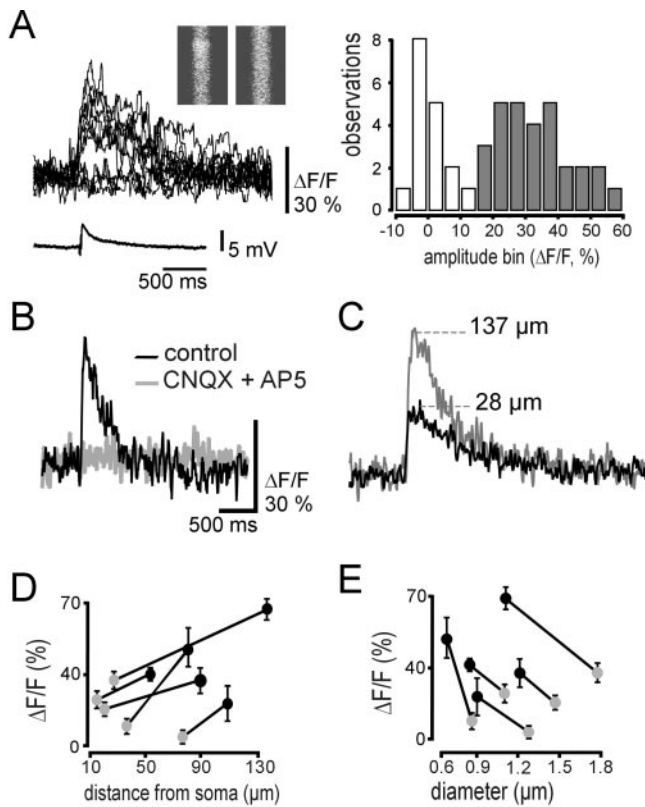 A
ΔF/F
30 %
5 mV
500 ms
observations
8
6
4
2
0
-10 0 10 20 30 40 50 60
amplitude bin (ΔF/F, %)
B
control
CNQX + AP5
ΔF/F
30 %
500 ms
C
137 µm
28 µm
D
ΔF/F (%)
70
40
0
10 50 90 130
distance from soma (µm)
E
ΔF/F (%)
70
40
0
0.6 0.9 1.2 1.5 1.8
diameter (µm)